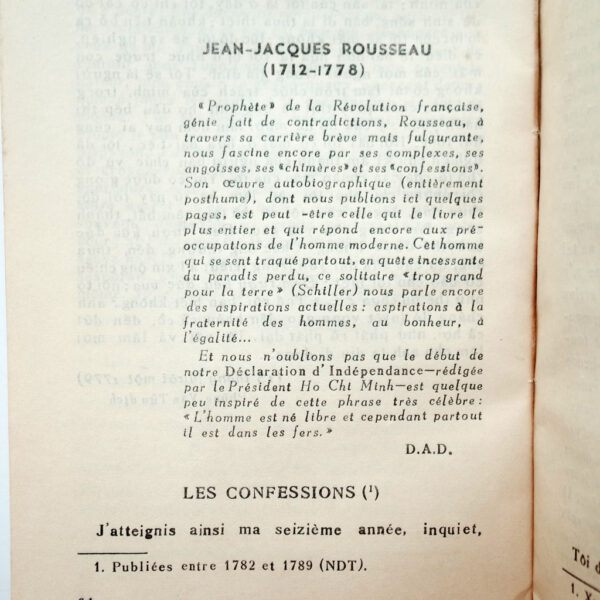 JEAN-JACQUES ROUSSEAU
(1712-1778)
«Prophète» de la Révolution française,
génie fait de contradictions, Rousseau, à
travers sa carrière brève mais fulgurante,
nous fascine encore par ses complexes, ses
angoisses, ses «chimères» et ses «confessions».
Son œuvre autobiographique (entièrement
posthume), dont nous publions ici quelques
pages, est peut -être celle qui le livre le
plus entier et qui répond encore aux pré-
occupations de l'homme moderne. Cet homme
qui se sent traqué partout, en quête incessante
du paradis perdu, ce solitaire «trop grand
pour la terre» (Schiller) nous parle encore
des aspirations actuelles : aspirations à la
fraternité des hommes, au bonheur, à
l'égalité...
Et nous n'oublions pas que le début de
notre Déclaration d'Indépendance—rédigée
par le Président Ho Chi Minh—est quelque
peu inspiré de cette phrase très célèbre :
«L'homme est né libre et cependant partout
il est dans les fers.»
D.A.D.
LES CONFESSIONS (1)
J'atteignis ainsi ma seizième année, inquiet,
1. Publiées entre 1782 et 1789 (NDT).
Tôi đ
1. X